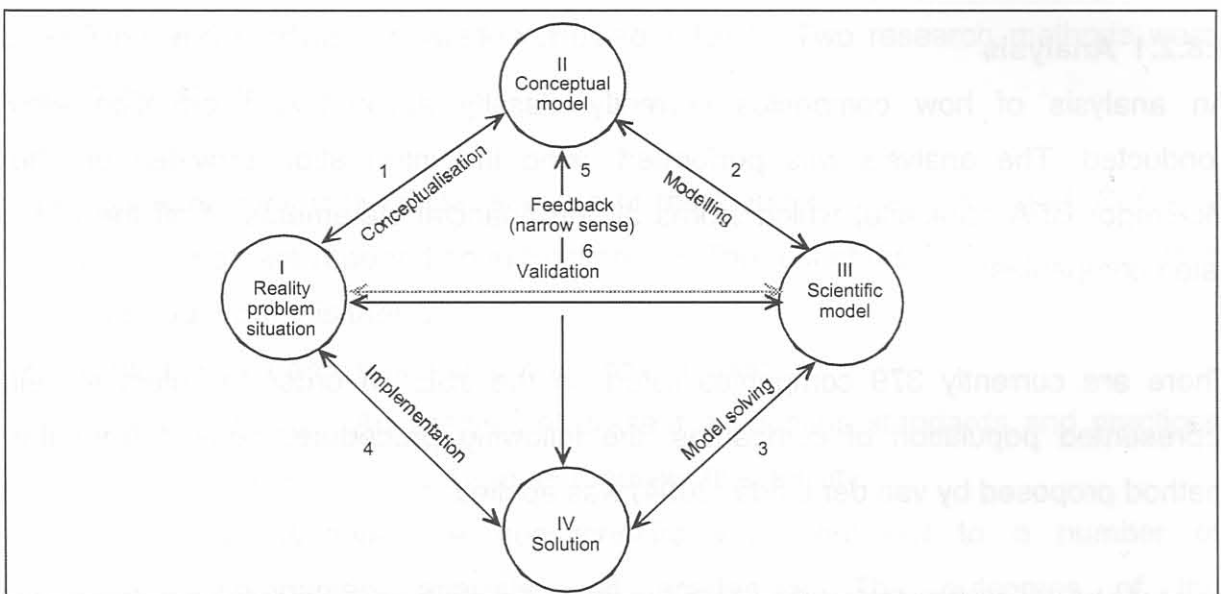 II
Conceptual
model
1
Conceptualisation
5
2
Modelling
Feedback
(narrow sense)
6
Validation
I
Reality
problem
situation
III
Scientific
model
Implementation
4
Model solving
3
IV
Solution